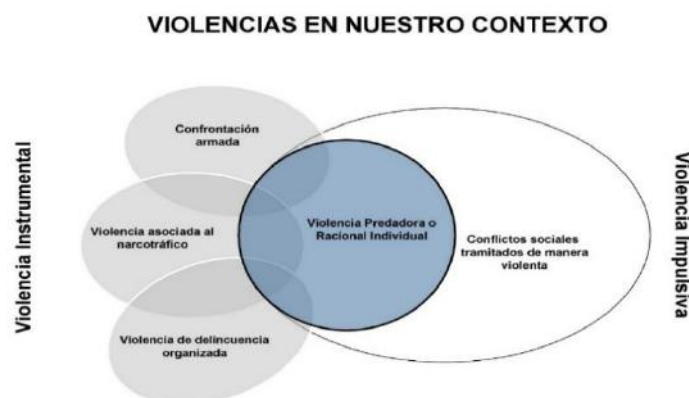 VIOLENCIAS EN NUESTRO CONTEXTO
Violencia Instrumental
Confrontación
armada
Violencia asociada al
narcotráfico
Violencia de delincuencia
organizada
Violencia Predadora o
Racional Individual
Conflictos sociales
tramitados de manera
violenta
Violencia Impulsiva